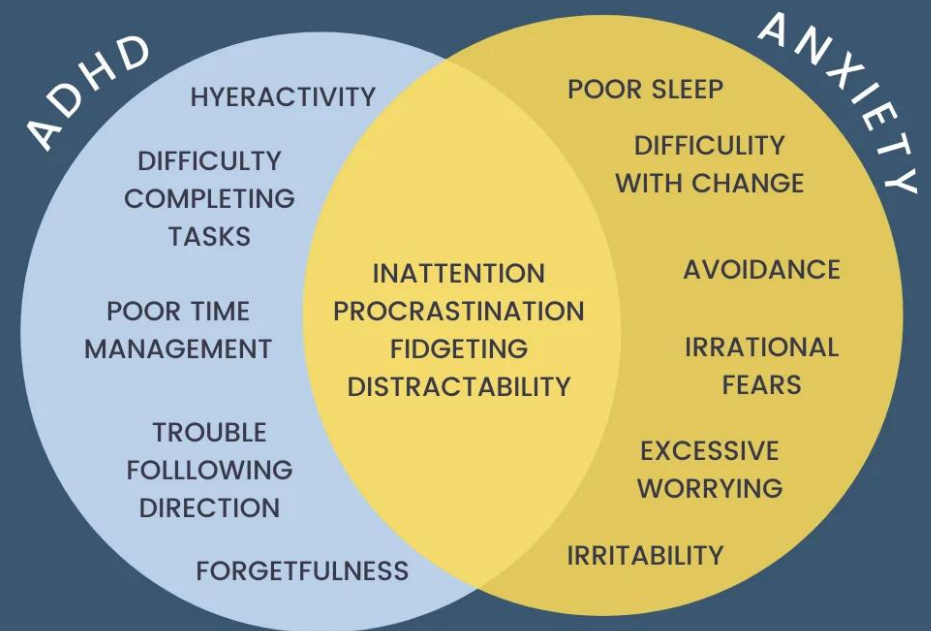 ADHD
HYERACTIVITY
DIFFICULTY
COMPLETING
TASKS
POOR TIME
MANAGEMENT
TROUBLE
FOLLLOWING
DIRECTION
FORGETFULNESS
INATTENTION
PROCRASTINATION
FIDGETING
DISTRACTABILITY
ANXIETY
POOR SLEEP
DIFFICULITY
WITH CHANGE
AVOIDANCE
IRRATIONAL
FEARS
EXCESSIVE
WORRYING
IRRITABILITY